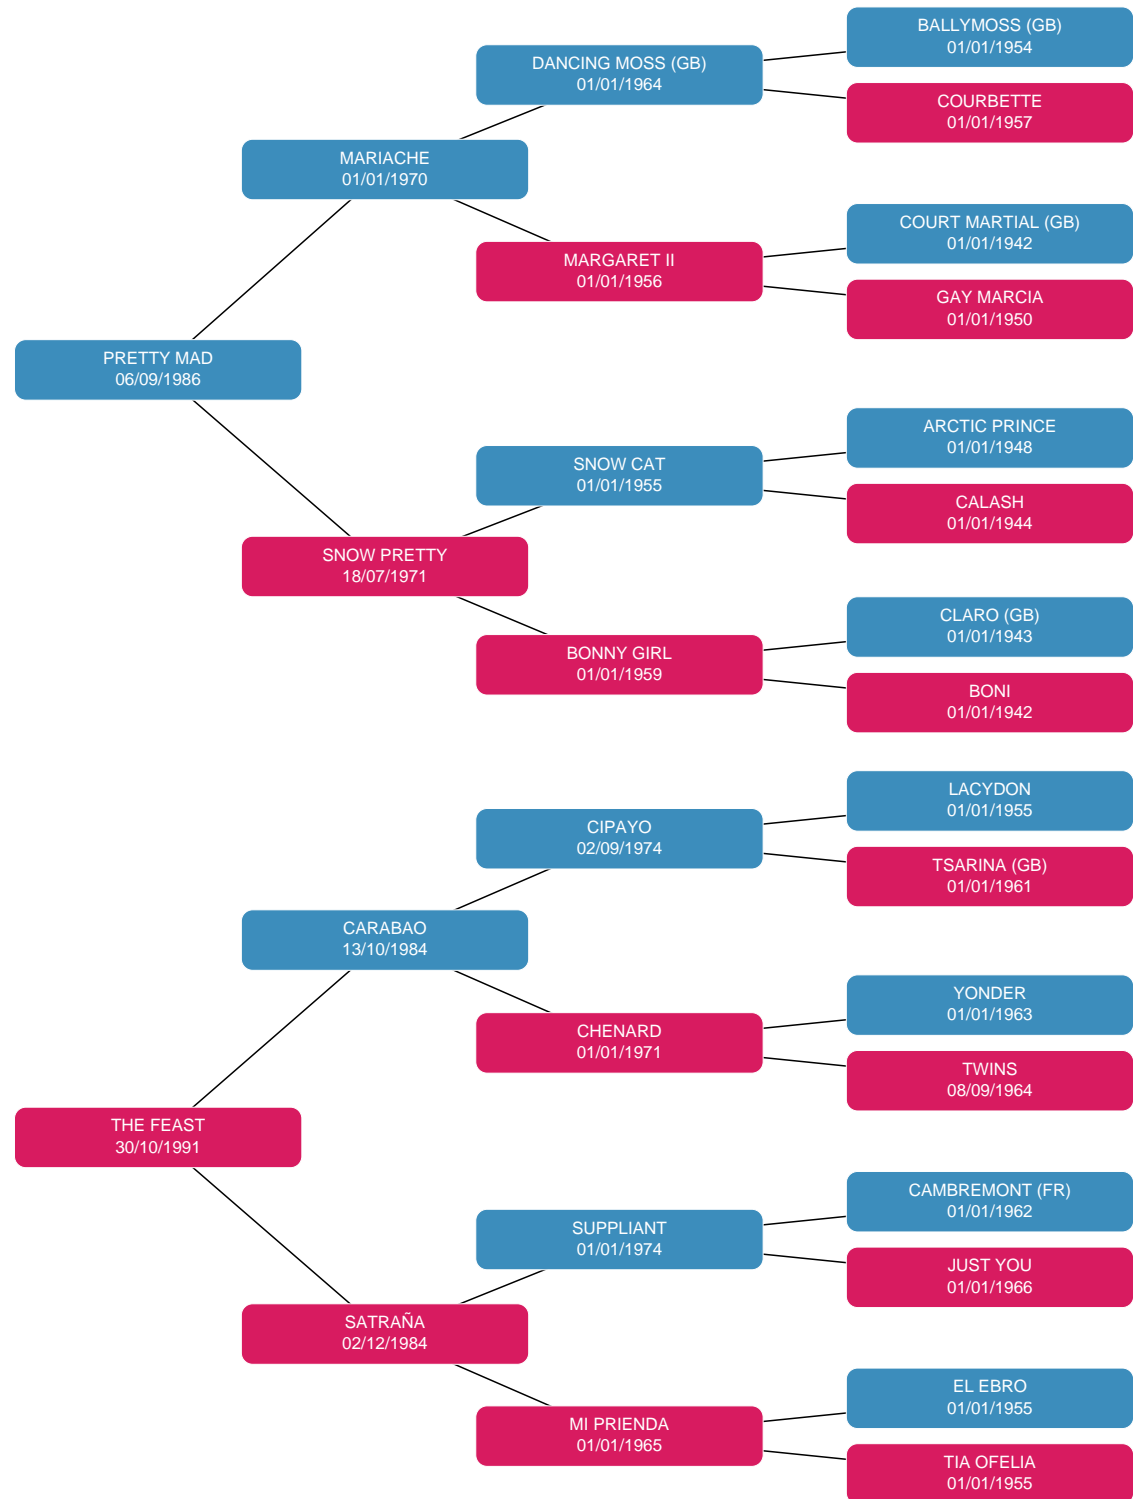 BALLYMOSS (GB)
01/01/1954
DANCING MOSS (GB)
01/01/1964
COURBETTE
01/01/1957
MARIACHE
01/01/1970
COURT MARTIAL (GB)
01/01/1942
MARGARET II
01/01/1956
GAY MARCIA
01/01/1950
PRETTY MAD
06/09/1986
ARCTIC PRINCE
01/01/1948
SNOW CAT
01/01/1955
CALASH
01/01/1944
SNOW PRETTY
18/07/1971
CLARO (GB)
01/01/1943
BONNY GIRL
01/01/1959
BONI
01/01/1942
LACYDON
01/01/1955
CIPAYO
02/09/1974
TSARINA (GB)
01/01/1961
CARABAO
13/10/1984
YONDER
01/01/1963
CHENARD
01/01/1971
TWINS
08/09/1964
THE FEAST
30/10/1991
CAMBREMONT (FR)
01/01/1962
SUPPLIANT
01/01/1974
JUST YOU
01/01/1966
SATRAÑA
02/12/1984
EL EBRO
01/01/1955
MI PRIENDA
01/01/1965
TIA OFELIA
01/01/1955